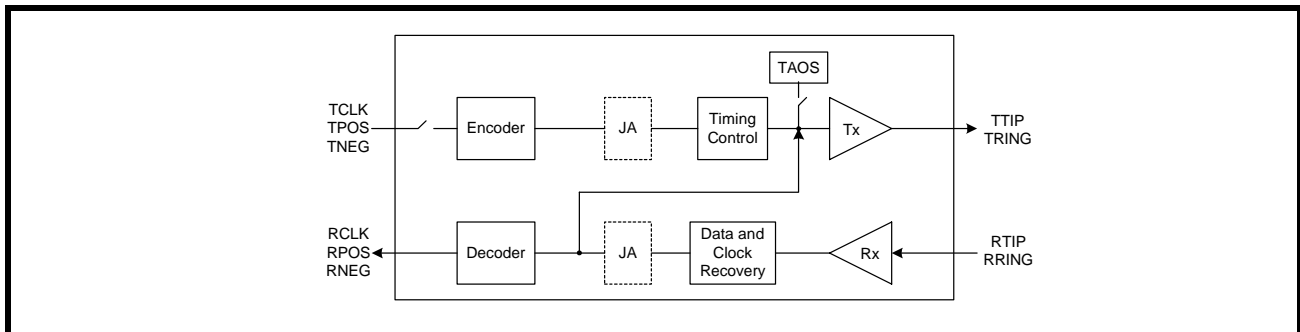 TAOS
TCLK
TPOS
TNEG
Encoder
JA
Timing
Control
Tx
TTIP
TRING
RCLK
RPOS
RNEG
Decoder
JA
Data and
Clock
Recovery
Rx
RTIP
RRING